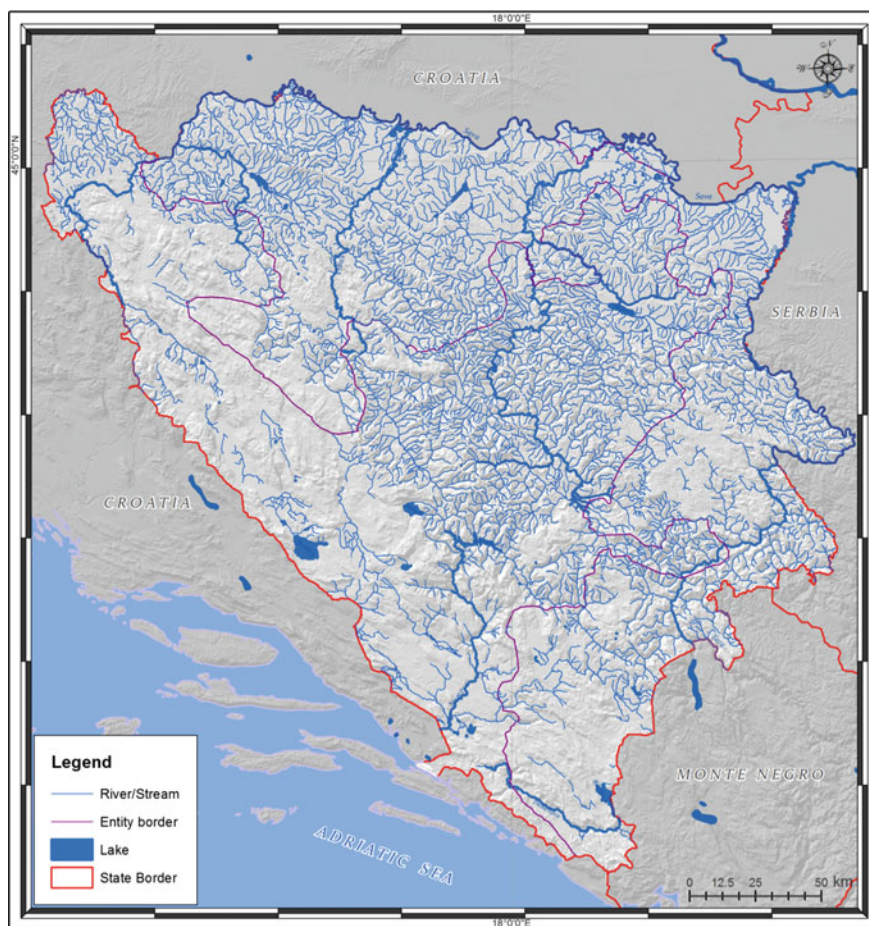 18°0'0"E
N
W
E
CROATIA
45°0'0"N
Sava
Sava
SERBIA
CROATIA
MONTE NEGRO
ADRIATIC SEA
Legend
River/Stream
Entity border
Lake
State Border
0 12.5 25 50 km
18°0'0"E